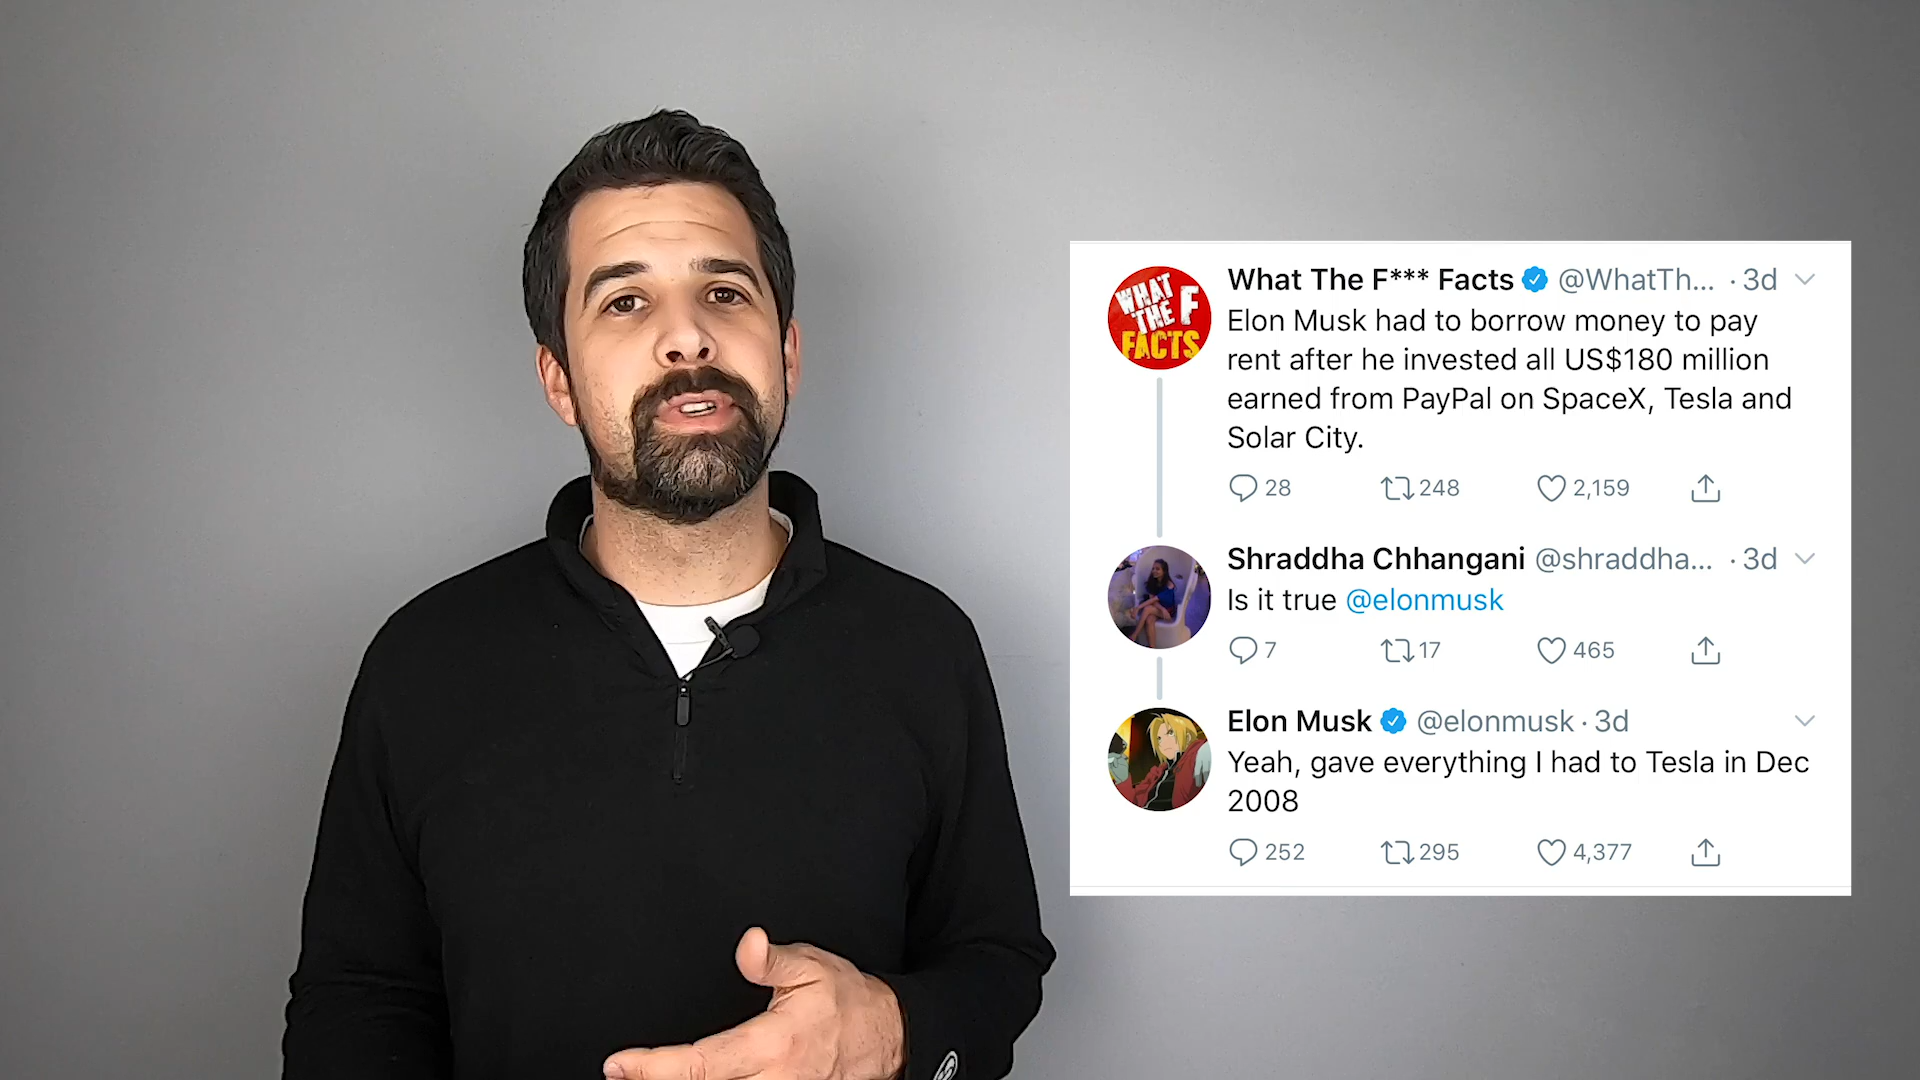 WHAT
THE F
FACTS
What The F*** Facts @WhatTh... · 3d
Elon Musk had to borrow money to pay
rent after he invested all US$180 million
earned from PayPal on SpaceX, Tesla and
Solar City.
28 248 2,159
Shraddha Chhangani @shraddha... · 3d
Is it true @elonmusk
7 17 465
Elon Musk @elonmusk · 3d
Yeah, gave everything I had to Tesla in Dec
2008
252 295 4,377